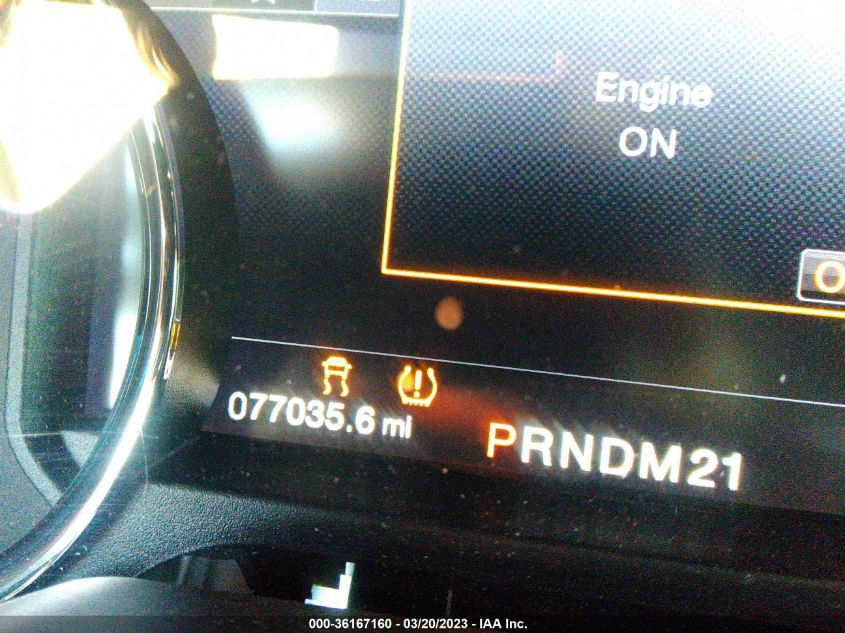 Engine
ON
077035.6 mi
PRNDM21
000-36167160 - 03/20/2023 - IAA Inc.